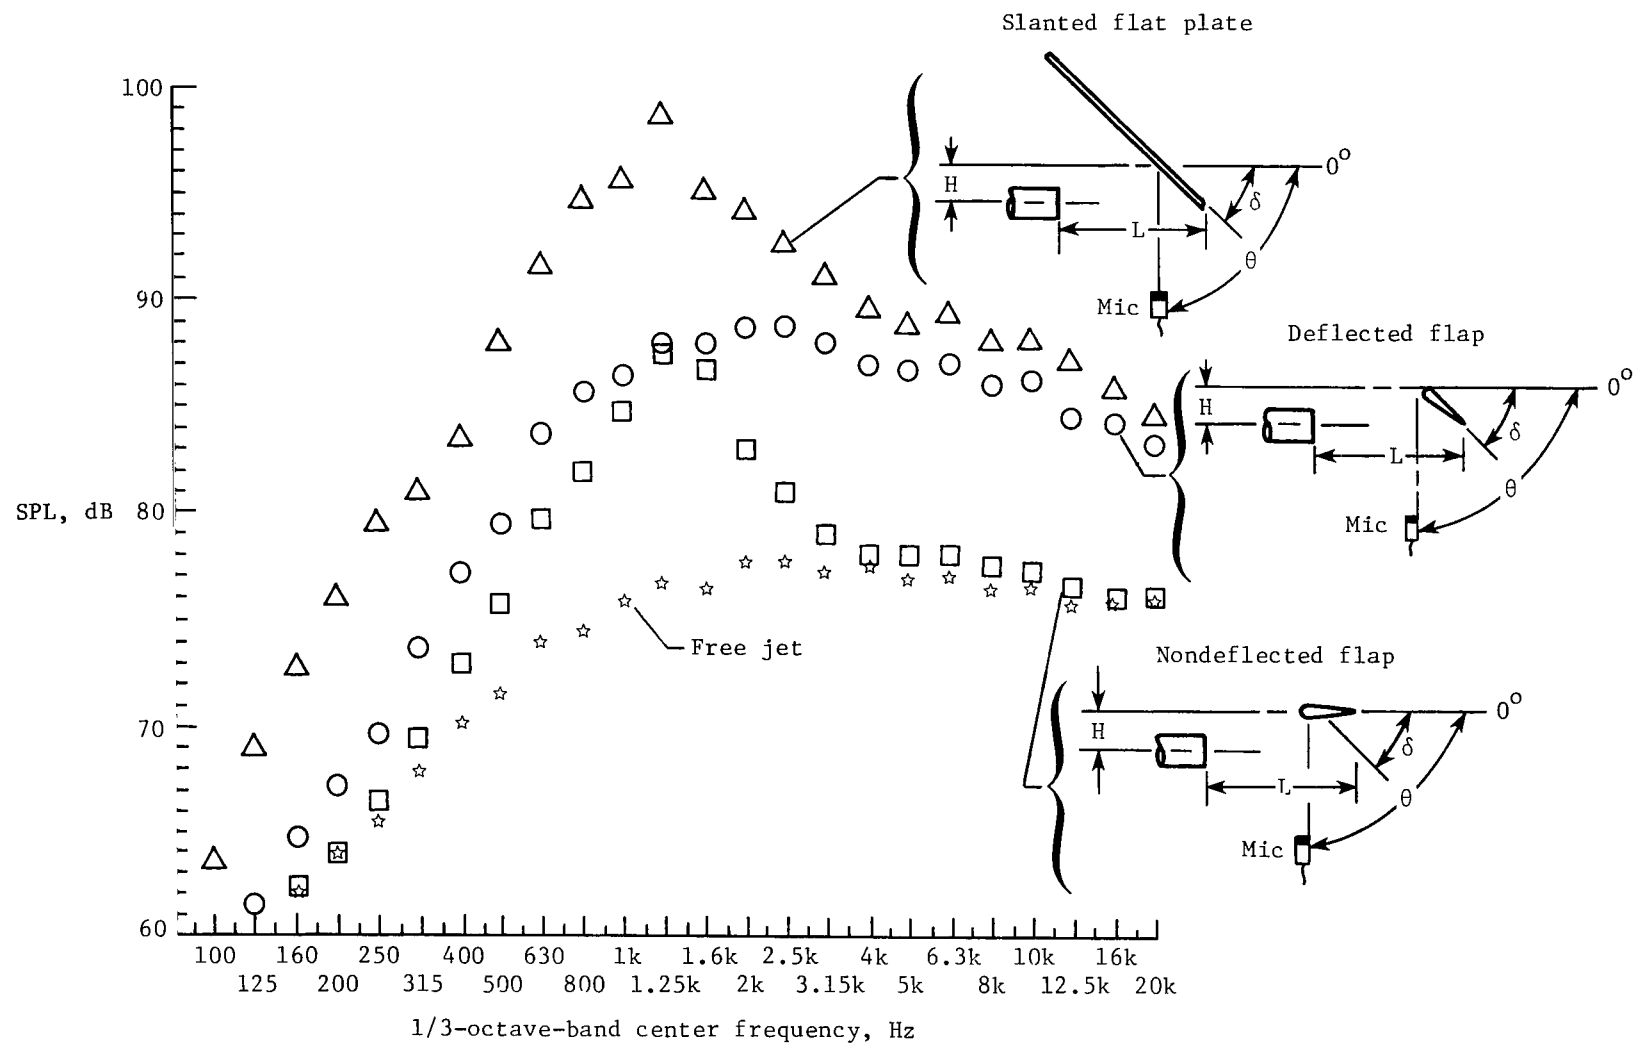 Slanted flat plate
100
0°
H
δ
L
θ
90
Mic
Deflected flap
0°
H
δ
L
SPL, dB 80
θ
Mic
Free jet
Nondeflected flap
70
0°
H
δ
L
θ
Mic
60
100 160 250 400 630 1k 1.6k 2.5k 4k 6.3k 10k 16k
125 200 315 500 800 1.25k 2k 3.15k 5k 8k 12.5k 20k
1/3-octave-band center frequency, Hz